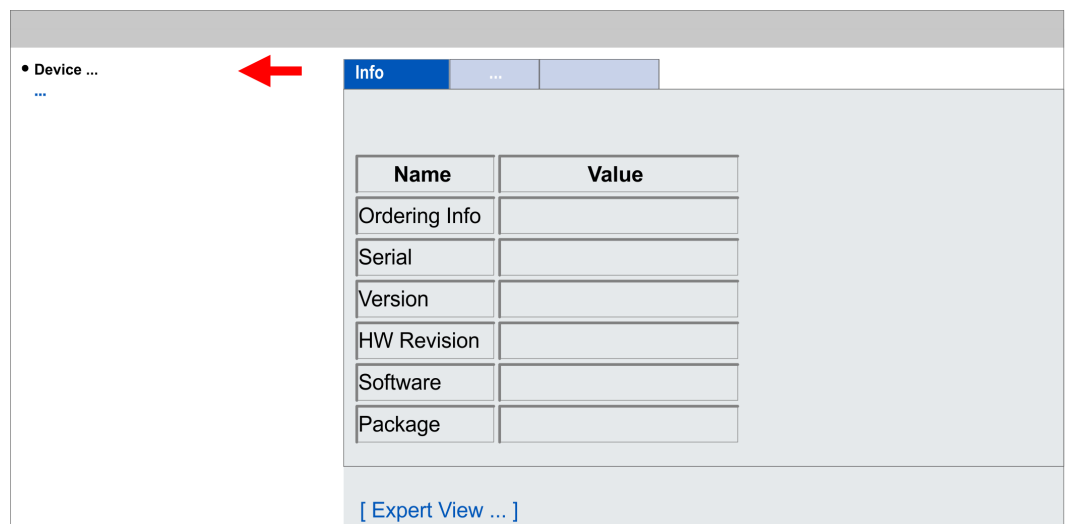 Device ...
...
Info ...
Name Value
Ordering Info
Serial
Version
HW Revision
Software
Package
[ Expert View ... ]